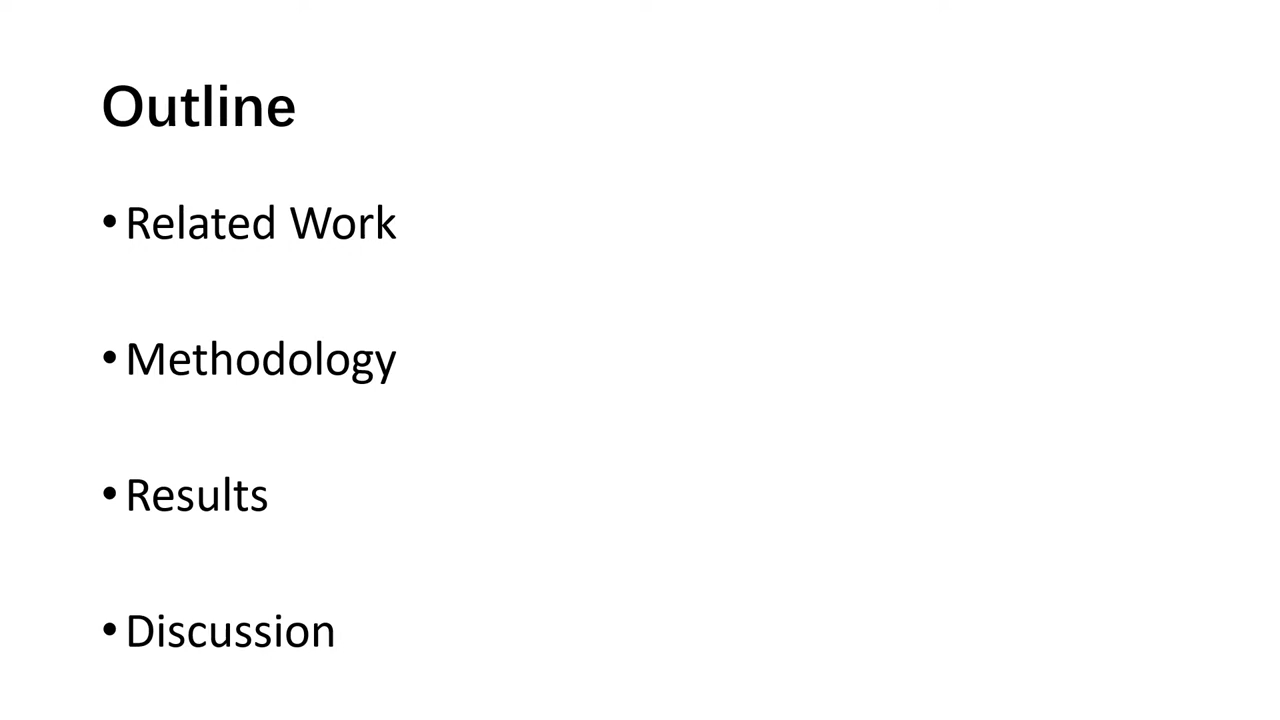 Outline
• Related Work
• Methodology
• Results
• Discussion